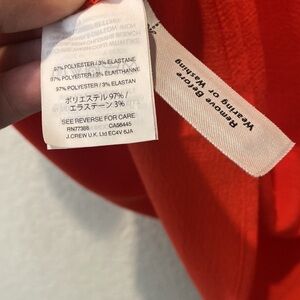 97% POLYESTER / 3% ELASTANE
97% POLYESTER / 3% ÉLASTHANNE
97% POLYESTER / 3% ELASTAN
ポリエステル 97% /
エラステーン 3%
SEE REVERSE FOR CARE
RN77388 CA56445
J.CREW U.K. Ltd EC4V 6JA
Remove Before
Wearing or Washing